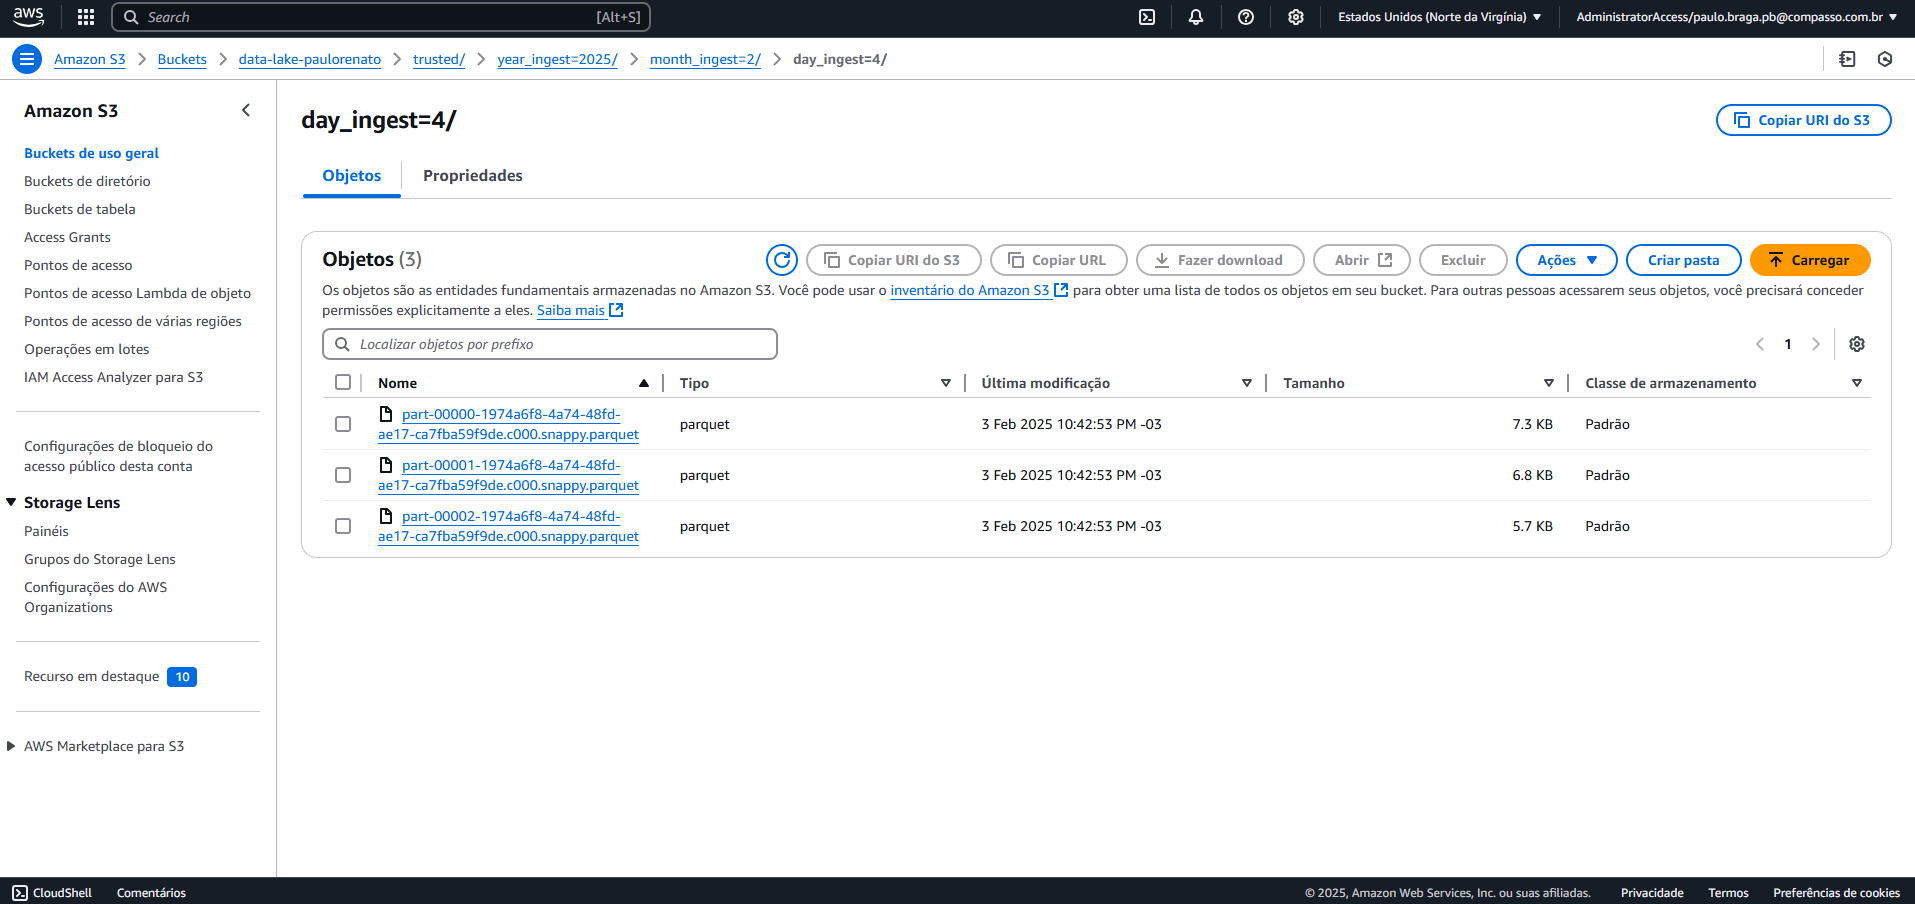 aws
Search
[Alt+S]
Estados Unidos (Norte da Virgínia)
AdministratorAccess/paulo.braga.pb@compasso.com.br
Amazon S3
Buckets
data-lake-paulorenato
trusted/
year_ingest=2025/
month_ingest=2/
day_ingest=4/
Amazon S3
Buckets de uso geral
Buckets de diretório
Buckets de tabela
Access Grants
Pontos de acesso
Pontos de acesso Lambda de objeto
Pontos de acesso de várias regiões
Operações em lotes
IAM Access Analyzer para S3
Configurações de bloqueio do
acesso público desta conta
Storage Lens
Painéis
Grupos do Storage Lens
Configurações do AWS
Organizations
Recurso em destaque 10
AWS Marketplace para S3
day_ingest=4/
Copiar URI do S3
Objetos
Propriedades
Objetos (3)
Copiar URI do S3
Copiar URL
Fazer download
Abrir
Excluir
Ações
Criar pasta
Carregar
Os objetos são as entidades fundamentais armazenadas no Amazon S3. Você pode usar o inventário do Amazon S3 para obter uma lista de todos os objetos em seu bucket. Para outras pessoas acessarem seus objetos, você precisará conceder
permissões explicitamente a eles. Saiba mais
Localizar objetos por prefixo
1
Nome
Tipo
Última modificação
Tamanho
Classe de armazenamento
part-00000-1974a6f8-4a74-48fd-
ae17-ca7fba59f9de.c000.snappy.parquet
parquet
3 Feb 2025 10:42:53 PM -03
7.3 KB
Padrão
part-00001-1974a6f8-4a74-48fd-
ae17-ca7fba59f9de.c000.snappy.parquet
parquet
3 Feb 2025 10:42:53 PM -03
6.8 KB
Padrão
part-00002-1974a6f8-4a74-48fd-
ae17-ca7fba59f9de.c000.snappy.parquet
parquet
3 Feb 2025 10:42:53 PM -03
5.7 KB
Padrão
CloudShell
Comentários
© 2025, Amazon Web Services, Inc. ou suas afiliadas.
Privacidade
Termos
Preferências de cookies